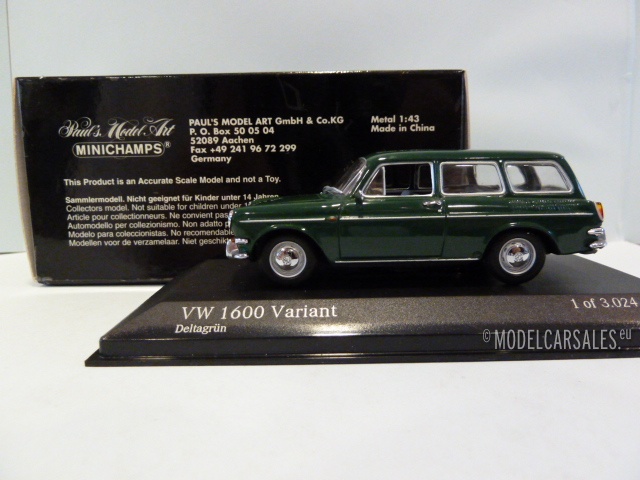 Paul's Model Art
MINICHAMPS®
PAUL'S MODEL ART GmbH & Co.KG
P. O. Box 50 05 04
52089 Aachen
Fax +49 241 96 72 299
Germany
Metal 1:43
Made in China
This Product is an Accurate Scale Model and not a Toy.
Sammlermodell. Nicht geeignet für Kinder unter 14 Jahren.
Collectors model. Not suitable for children under
Article pour collectionneurs. Ne convient pas
Automodello per collezionismo. Non adatto
Modelo para coleccionistas. No recomendable
Modellen voor de verzamelaar. Niet geschikt
VW 1600 Variant
Deltagrün
1 of 3.024
©MODELCARSALES.eu